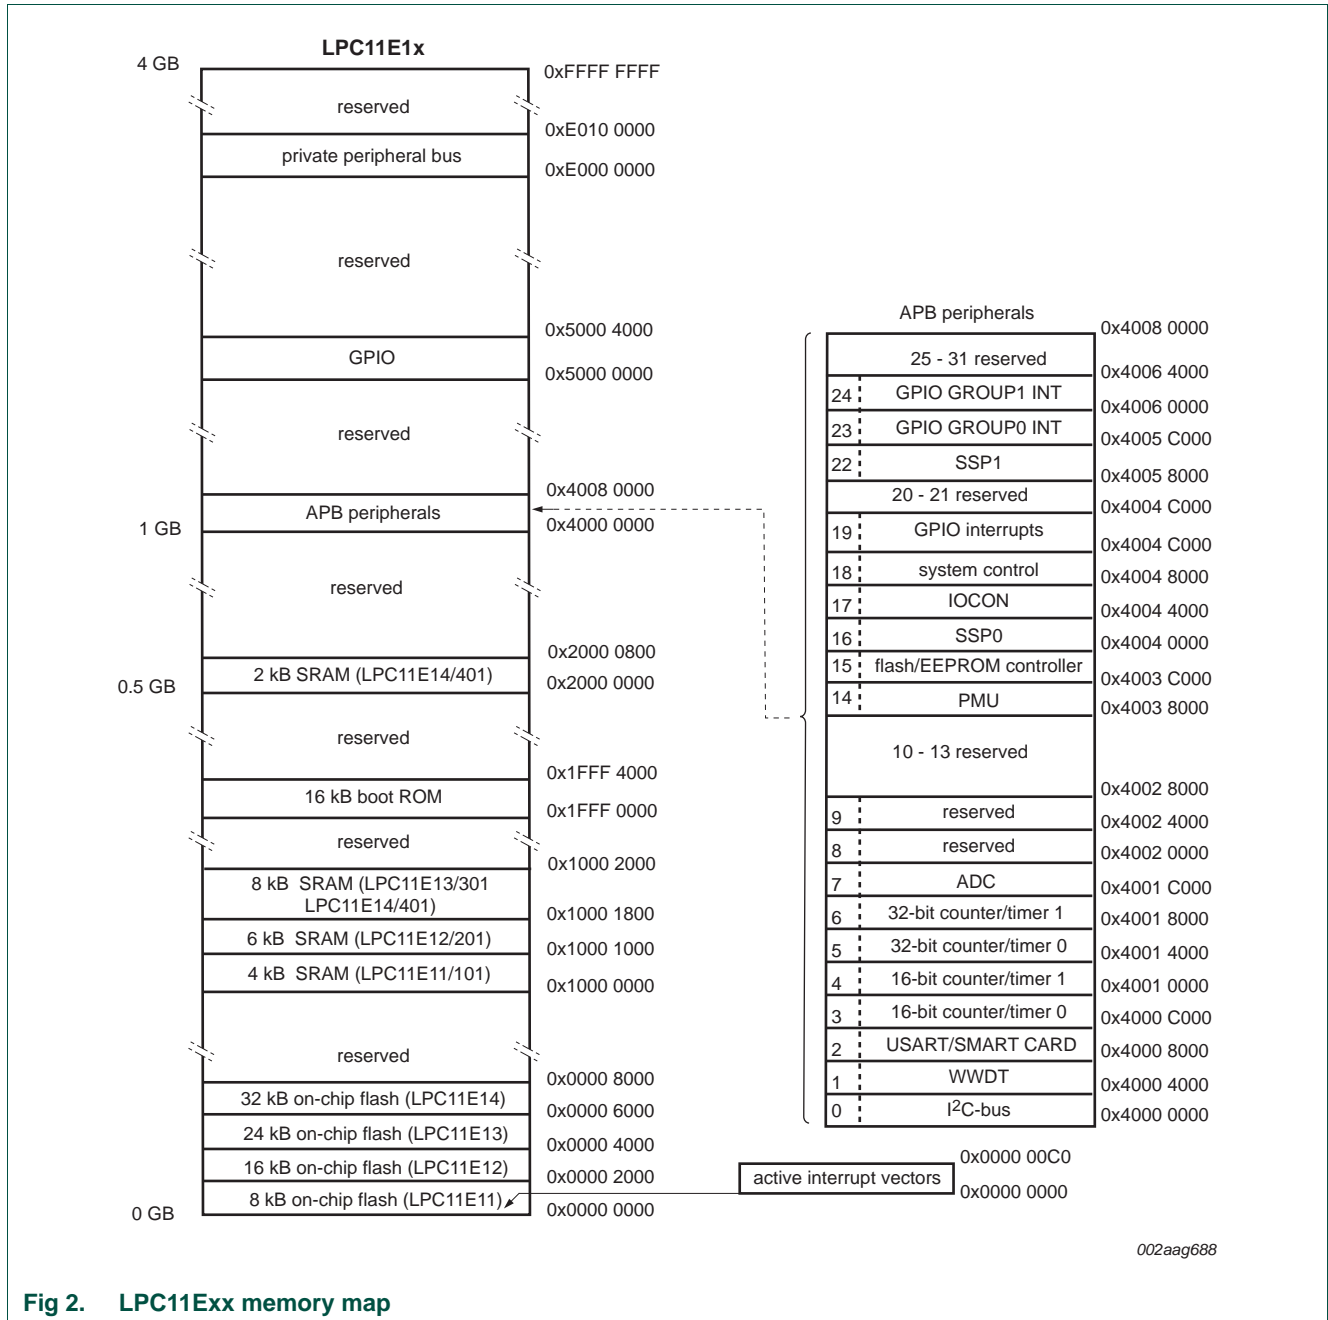 LPC11E1x
4 GB
0xFFFF FFFF
reserved
0xE010 0000
private peripheral bus
0xE000 0000
reserved
0x5000 4000
GPIO
0x5000 0000
reserved
0x4008 0000
APB peripherals
1 GB
0x4000 0000
reserved
0x2000 0800
2 kB SRAM (LPC11E14/401)
0.5 GB
0x2000 0000
reserved
0x1FFF 4000
16 kB boot ROM
0x1FFF 0000
reserved
0x1000 2000
8 kB SRAM (LPC11E13/301
LPC11E14/401)
0x1000 1800
6 kB SRAM (LPC11E12/201)
0x1000 1000
4 kB SRAM (LPC11E11/101)
0x1000 0000
reserved
0x0000 8000
32 kB on-chip flash (LPC11E14)
0x0000 6000
24 kB on-chip flash (LPC11E13)
0x0000 4000
16 kB on-chip flash (LPC11E12)
0x0000 2000
8 kB on-chip flash (LPC11E11)
0 GB
0x0000 0000
APB peripherals
0x4008 0000
25 - 31 reserved
0x4006 4000
24 GPIO GROUP1 INT
0x4006 0000
23 GPIO GROUP0 INT
0x4005 C000
22 SSP1
0x4005 8000
20 - 21 reserved
0x4004 C000
19 GPIO interrupts
0x4004 C000
18 system control
0x4004 8000
17 IOCON
0x4004 4000
16 SSP0
0x4004 0000
15 flash/EEPROM controller
0x4003 C000
14 PMU
0x4003 8000
10 - 13 reserved
0x4002 8000
9 reserved
0x4002 4000
8 reserved
0x4002 0000
7 ADC
0x4001 C000
6 32-bit counter/timer 1
0x4001 8000
5 32-bit counter/timer 0
0x4001 4000
4 16-bit counter/timer 1
0x4001 0000
3 16-bit counter/timer 0
0x4000 C000
2 USART/SMART CARD
0x4000 8000
1 WWDT
0x4000 4000
0 I2C-bus
0x4000 0000
0x0000 00C0
active interrupt vectors
0x0000 0000
002aag688
Fig 2. LPC11Exx memory map